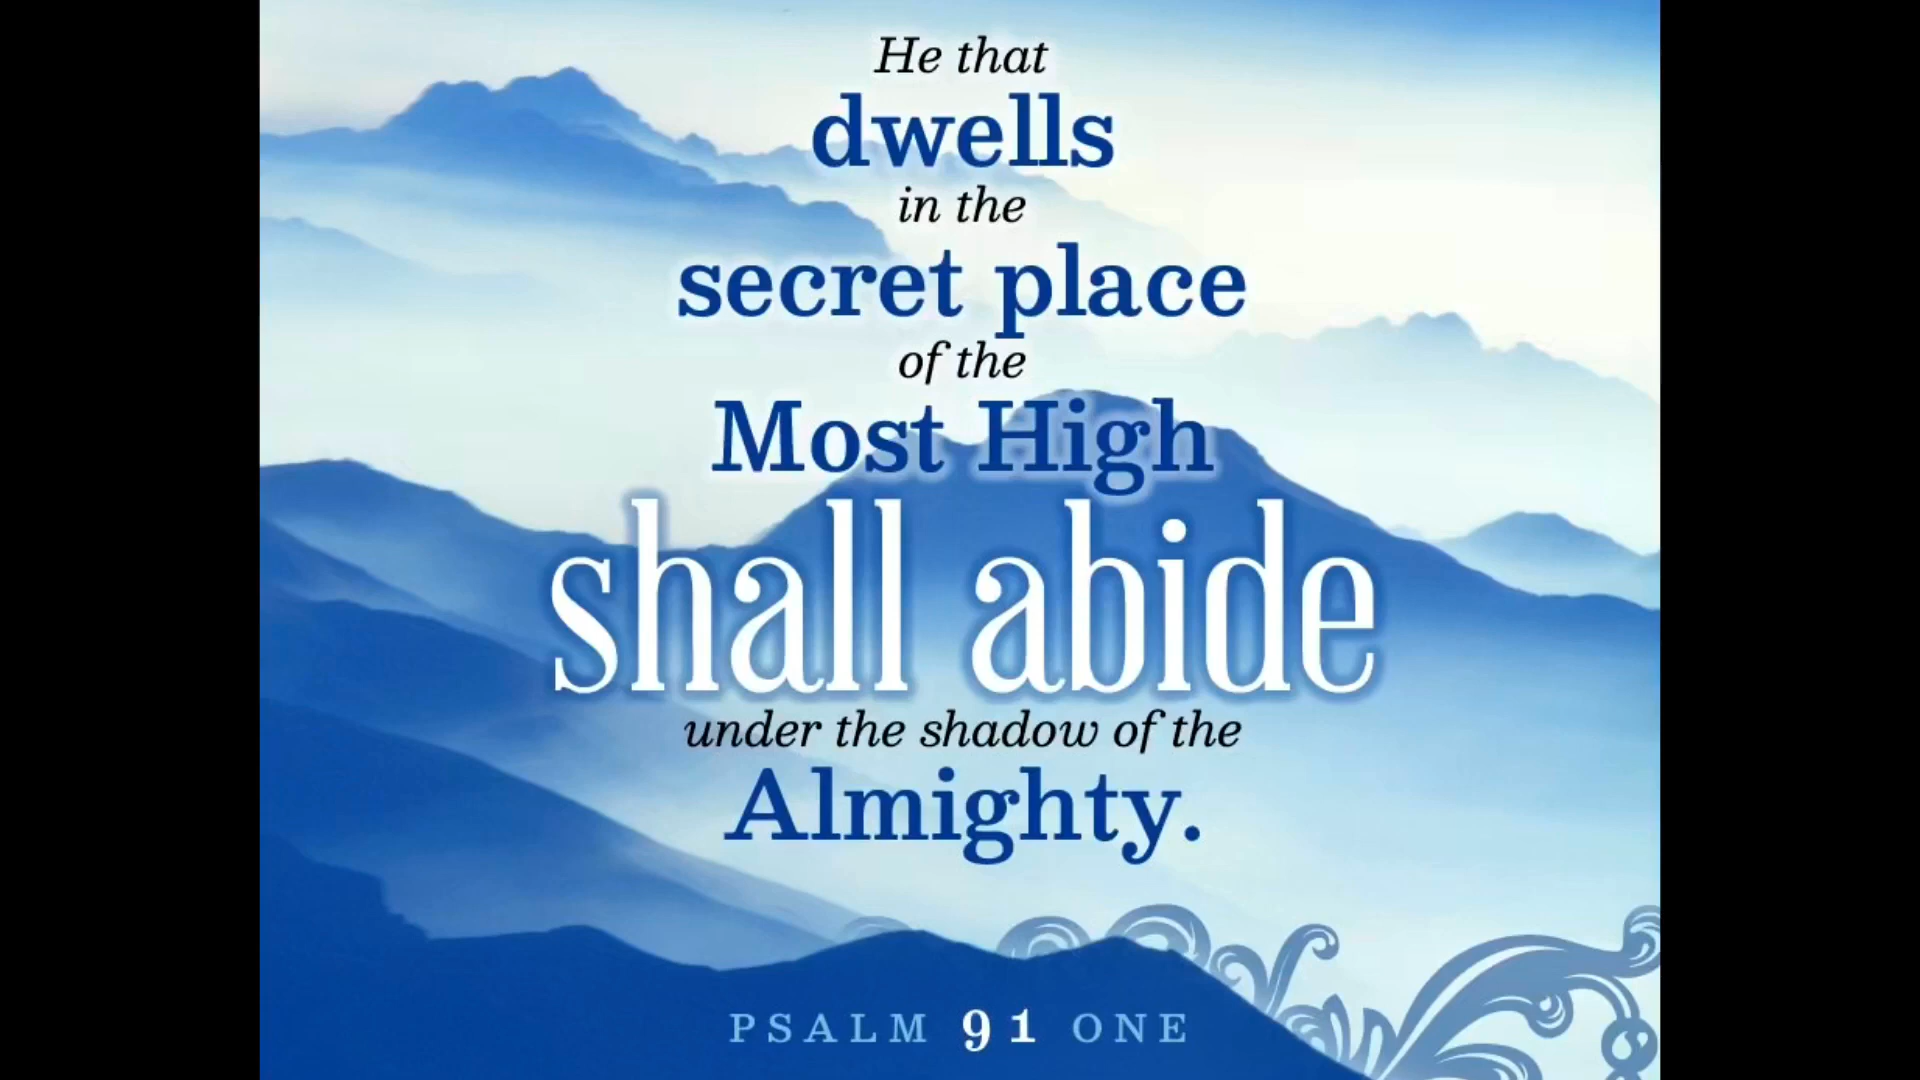 He that
dwells
in the
secret place
of the
Most High
shall abide
under the shadow of the
Almighty.
PSALM 91 ONE